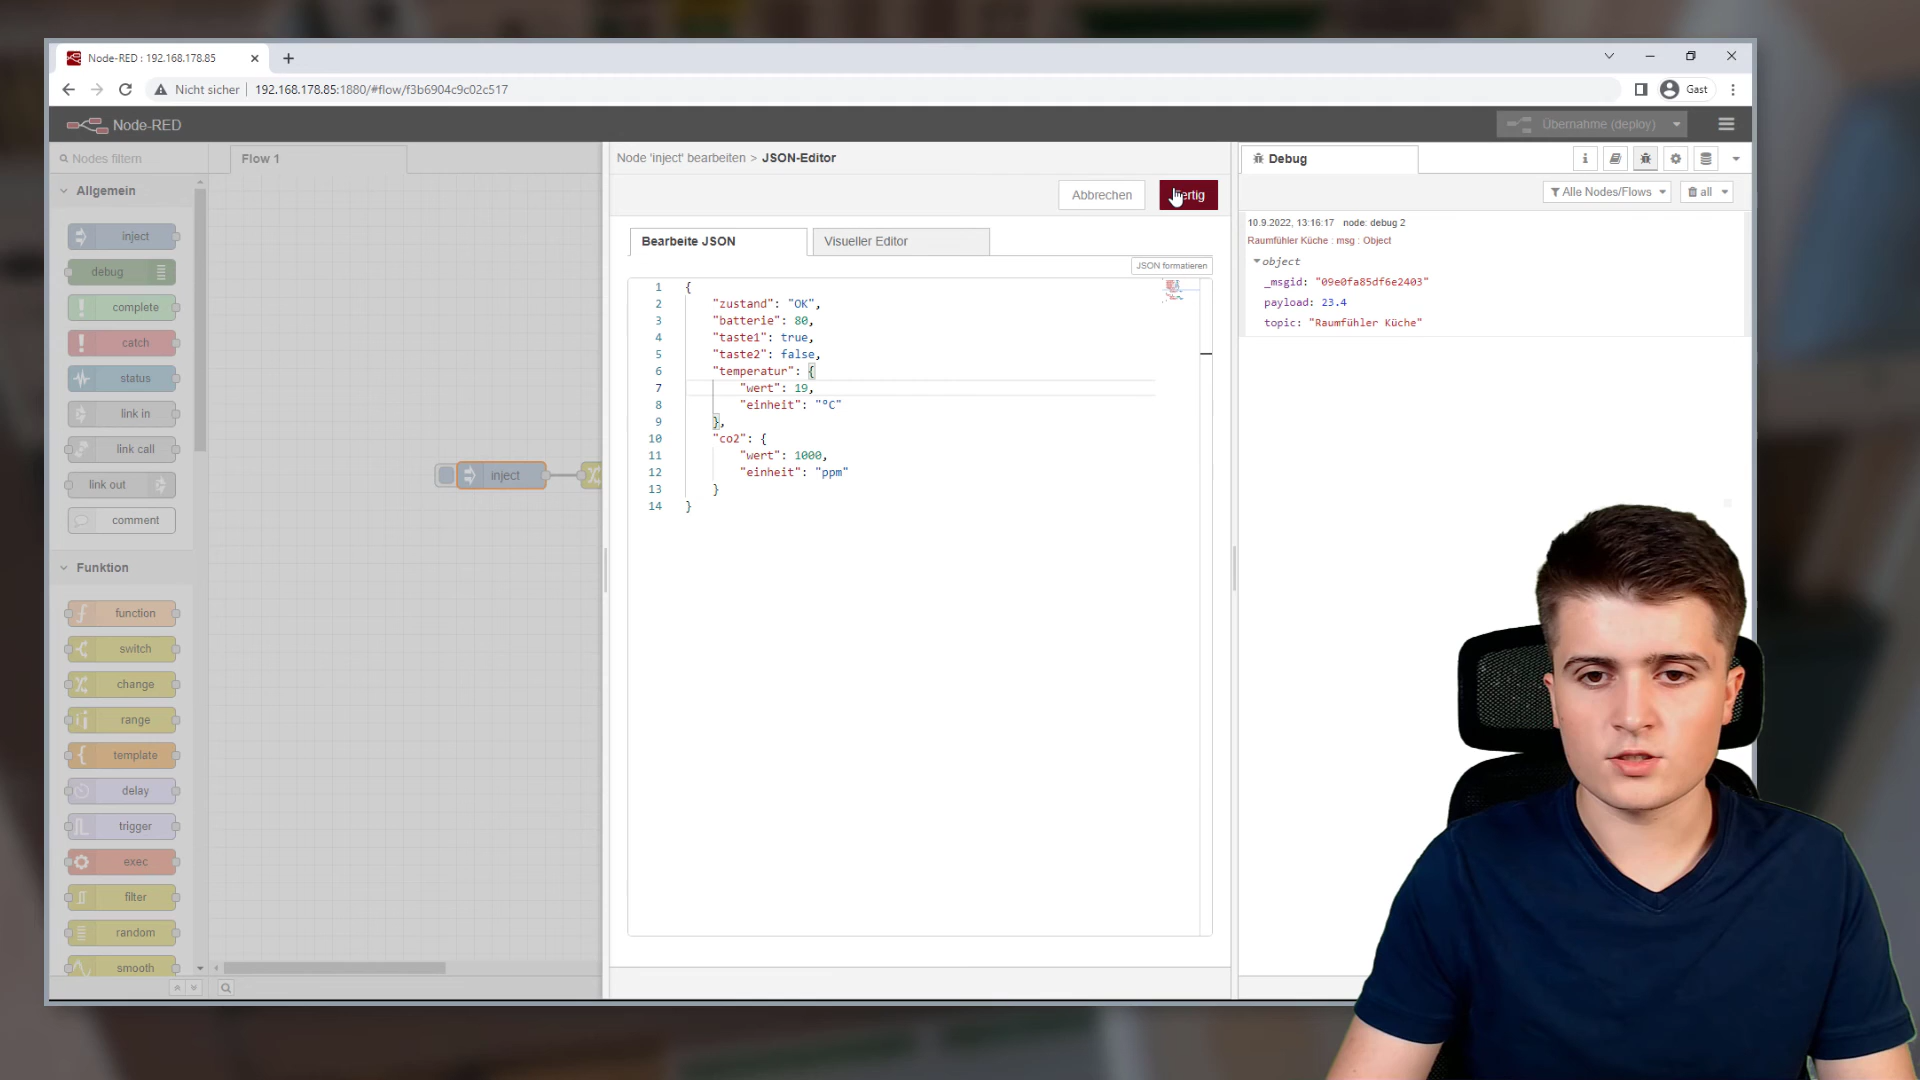 Node-RED : 192.168.178.85
Nicht sicher 192.168.178.85:1880/#flow/f3b6904c9c02c517
Gast
Node-RED
Übernahme (deploy)
Nodes filtern
Flow 1
Node 'inject' bearbeiten > JSON-Editor
Debug
Allgemein
Abbrechen
Alle Nodes/Flows
all
inject
debug
complete
catch
status
link in
link call
link out
comment
Funktion
function
switch
change
range
template
delay
trigger
exec
filter
random
smooth
inject
Bearbeite JSON
Visueller Editor
JSON formatieren
1 {
2 "zustand": "OK",
3 "batterie": 80,
4 "taste1": true,
5 "taste2": false,
6 "temperatur": {
7 "wert": 19,
8 "einheit": "°C"
9 },
10 "co2": {
11 "wert": 1000,
12 "einheit": "ppm"
13 }
14 }
10.9.2022, 13:16:17 node: debug 2
Raumfühler Küche : msg : Object
object
_msgid: "09e0fa85df6e2403"
payload: 23.4
topic: "Raumfühler Küche"